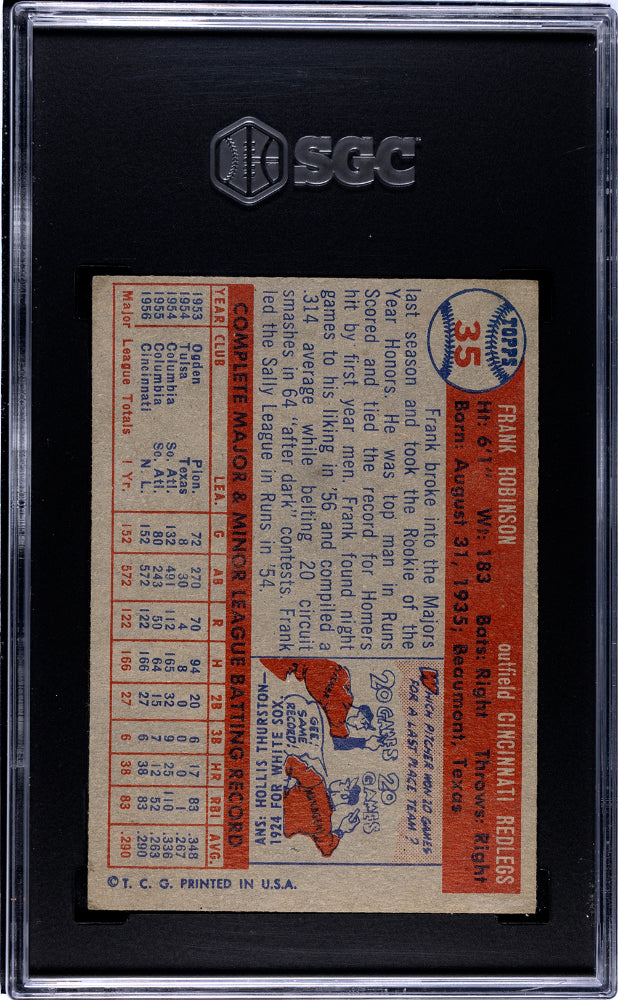 SGC
TOPPS
35
FRANK ROBINSON outfield CINCINNATI REDLEGS
Ht: 6'1" Wt: 183 Bats: Right Throws: Right
Born: August 31, 1935; Beaumont, Texas
Frank broke into the Majors
last season and took the Rookie of the
Year Honors. He was top man in Runs
Scored and tied the record for Homers
hit by first year men. Frank found night
games to his liking in '56 and compiled a
.314 average while belting 20 circuit
smashes in 64 "after dark" contests. Frank
led the Sally League in Runs in '54.
WHICH PITCHER WON 20 GAMES
FOR A LAST PLACE TEAM?
20 GAMES
20 GAMES
GEE, SAME RECORD!
ANS: HOLLIS THURSTON—
1924 FOR WHITE SOX.
COMPLETE MAJOR & MINOR LEAGUE BATTING RECORD
YEAR CLUB LEA. G AB R H 2B 3B HR RBI AVG.
1953 Ogden Pion. 72 270 70 94 20 6 17 83 .348
1954 Tulsa Texas 8 30 4 8 0 0 0 1 .267
1954 Columbia So. Atl. 132 491 112 165 32 9 25 110 .336
1955 Columbia So. Atl. 80 243 50 64 15 7 12 52 .263
1956 Cincinnati N. L. 152 572 122 166 27 6 38 83 .290
Major League Totals 1 Yr. 152 572 122 166 27 6 38 83 .290
© T. C. G. PRINTED IN U.S.A.